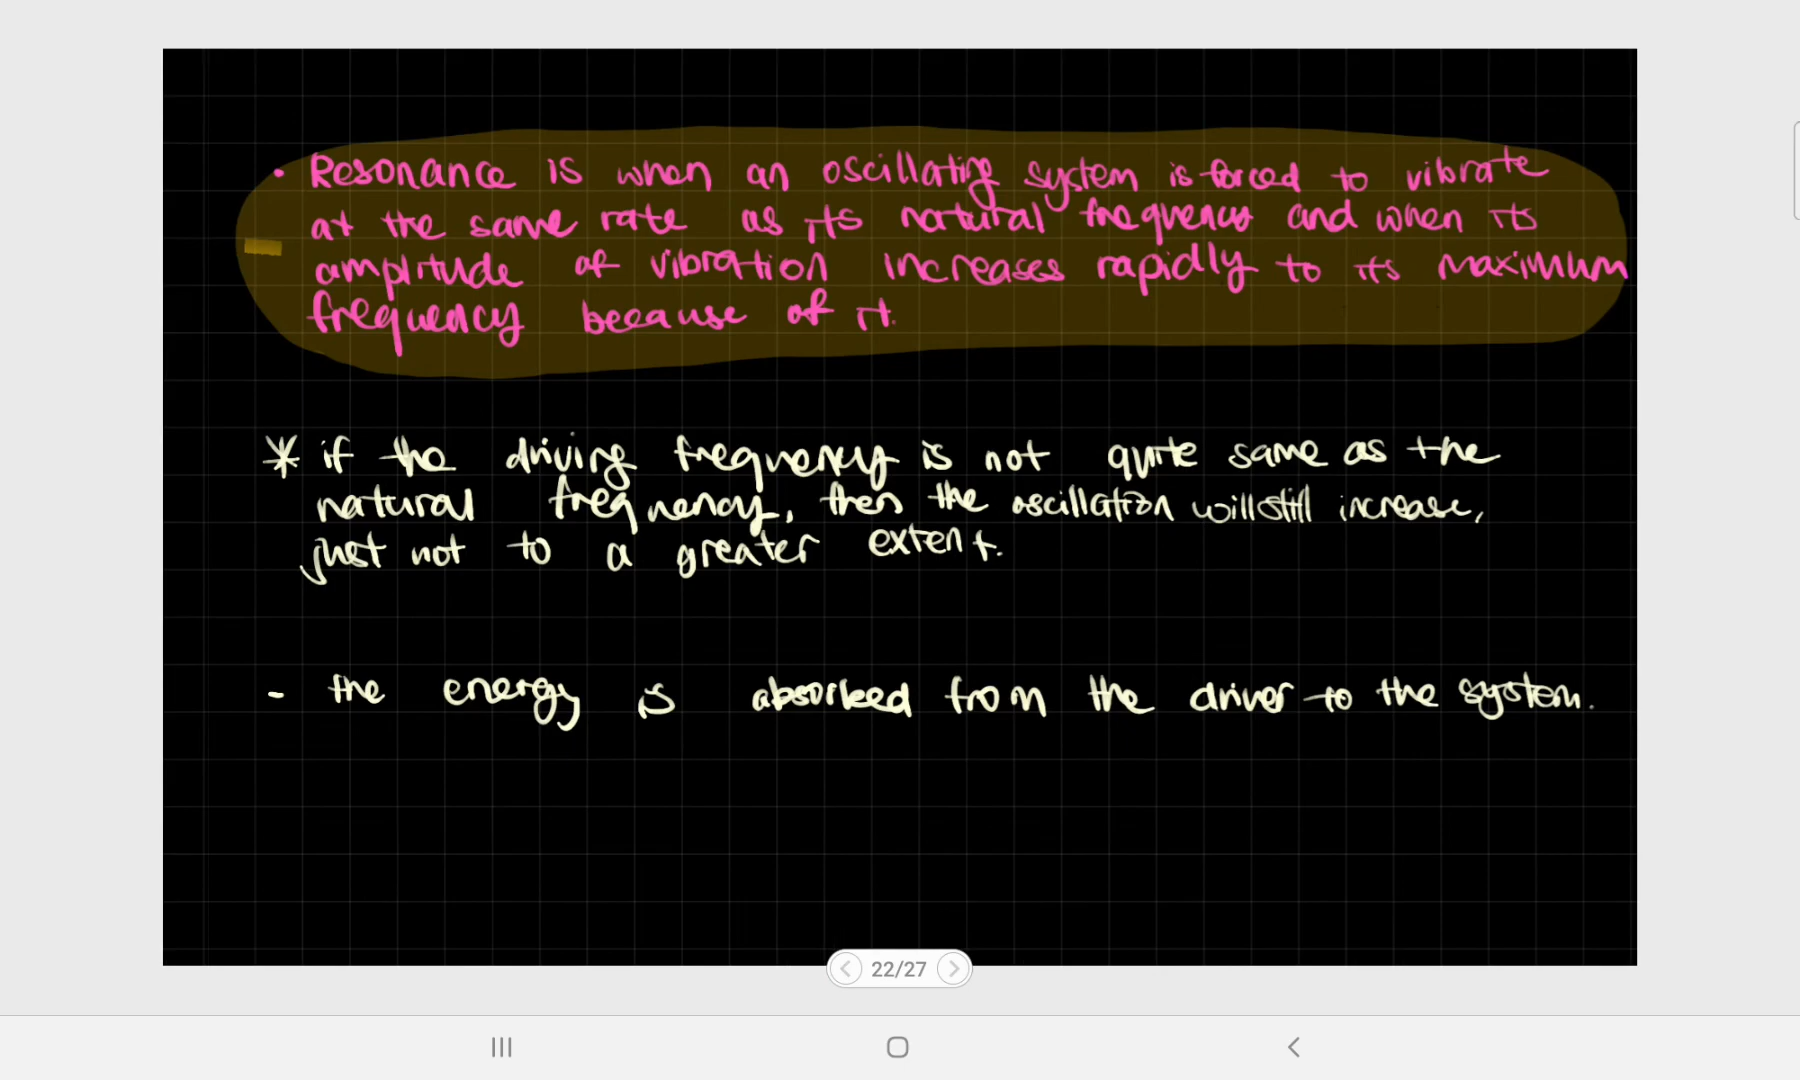 • Resonance is when an oscillating system is forced to vibrate
at the same rate as its natural frequency and when its
amplitude of vibration increases rapidly to its maximum
frequency because of it.
* if the driving frequency is not quite same as the
natural frequency, then the oscillation will still increase,
just not to a greater extent.
- the energy is absorbed from the driver to the system.
22/27